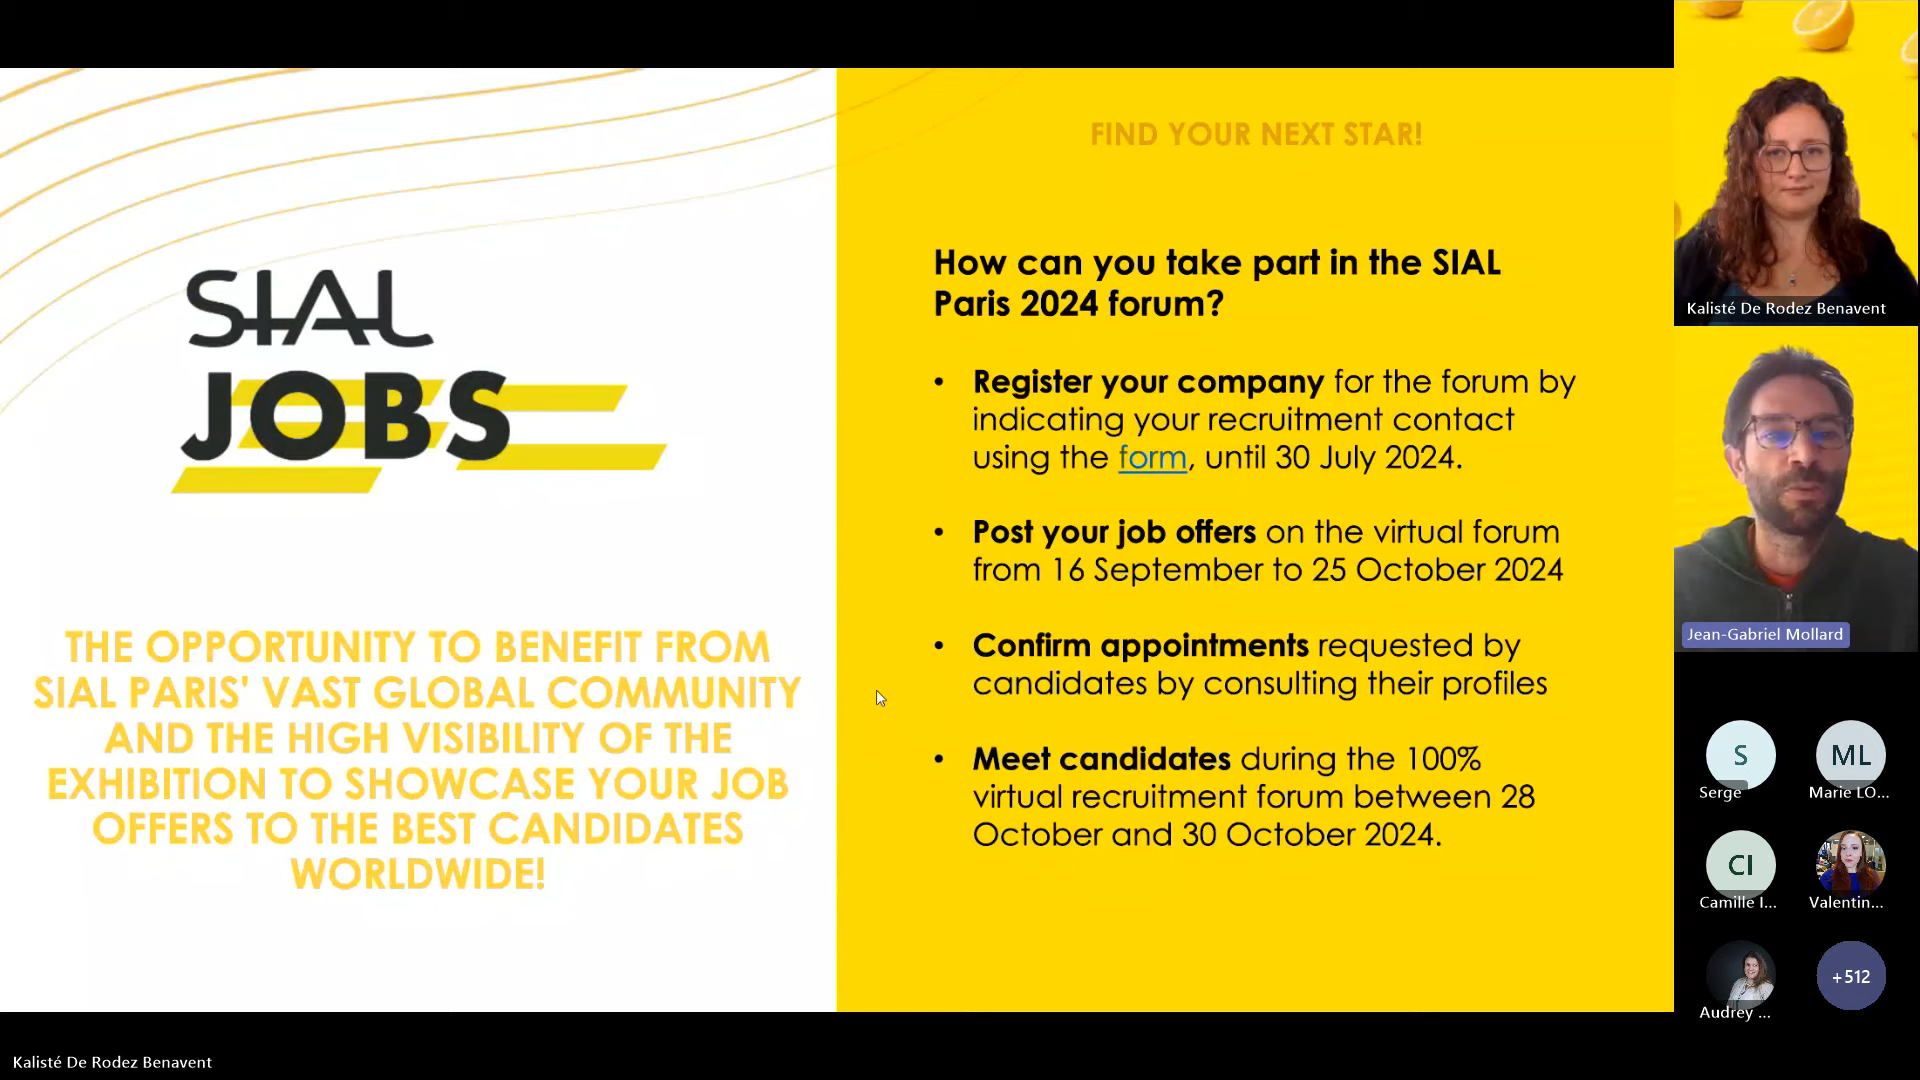 FIND YOUR NEXT STAR!
SIAL
JOBS
THE OPPORTUNITY TO BENEFIT FROM
SIAL PARIS' VAST GLOBAL COMMUNITY
AND THE HIGH VISIBILITY OF THE
EXHIBITION TO SHOWCASE YOUR JOB
OFFERS TO THE BEST CANDIDATES
WORLDWIDE!
How can you take part in the SIAL
Paris 2024 forum?
• Register your company for the forum by
indicating your recruitment contact
using the form, until 30 July 2024.
• Post your job offers on the virtual forum
from 16 September to 25 October 2024
• Confirm appointments requested by
candidates by consulting their profiles
• Meet candidates during the 100%
virtual recruitment forum between 28
October and 30 October 2024.
Kalisté De Rodez Benavent
Jean-Gabriel Mollard
S
Serge
ML
Marie LO...
CI
Camille I...
Valentin...
Audrey ...
+512
Kalisté De Rodez Benavent